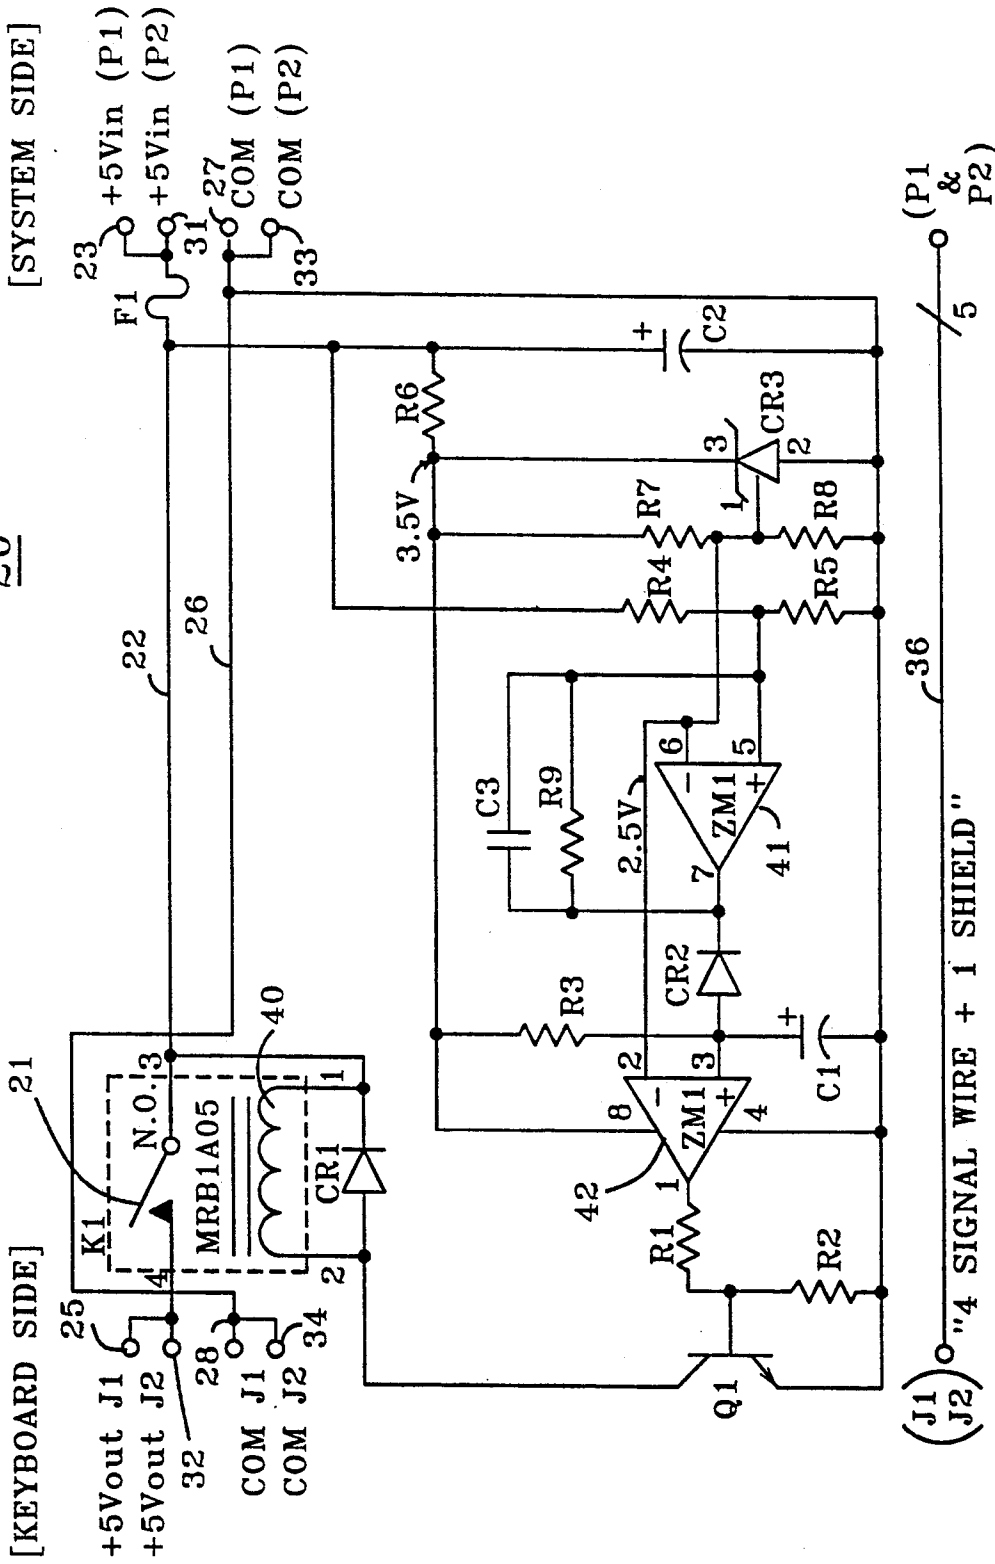 [KEYBOARD SIDE]
[SYSTEM SIDE]
20
+5Vout J1
25
+5Vout J2
32
COM J1
28
COM J2
34
K1
21
N.O.
4
3
MRB1A05
40
2
1
CR1
22
26
F1
23
+5Vin (P1)
+5Vin (P2)
31
27
COM (P1)
COM (P2)
33
3.5V
R6
C3
R9
R3
2.5V
CR2
R4
R7
+
C2
8
2
−
ZM1
+
3
4
1
42
7
6
−
ZM1
+
5
41
R5
R8
1
3
CR3
2
R1
Q1
R2
+
C1
(J1
J2)
"4 SIGNAL WIRE + 1 SHIELD"
36
5
(P1
&
P2)